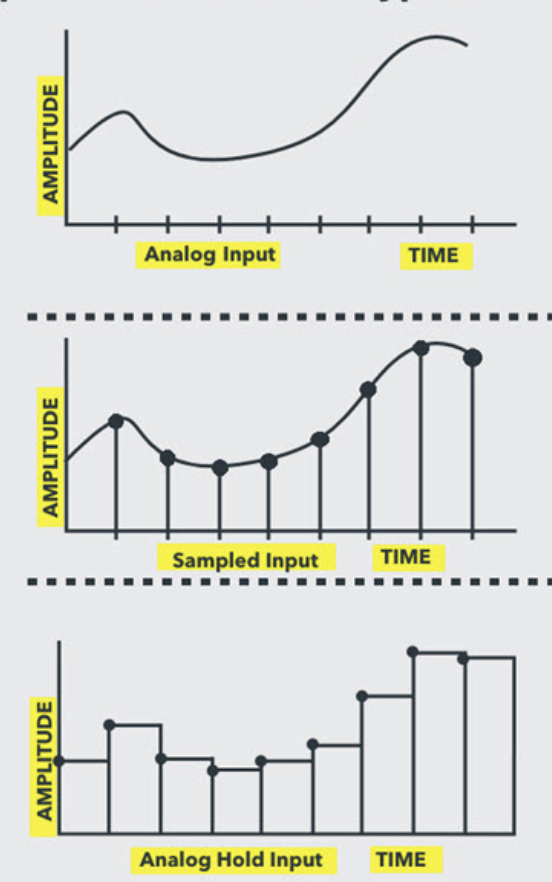 AMPLITUDE
Analog Input
TIME
AMPLITUDE
Sampled Input
TIME
AMPLITUDE
Analog Hold Input
TIME